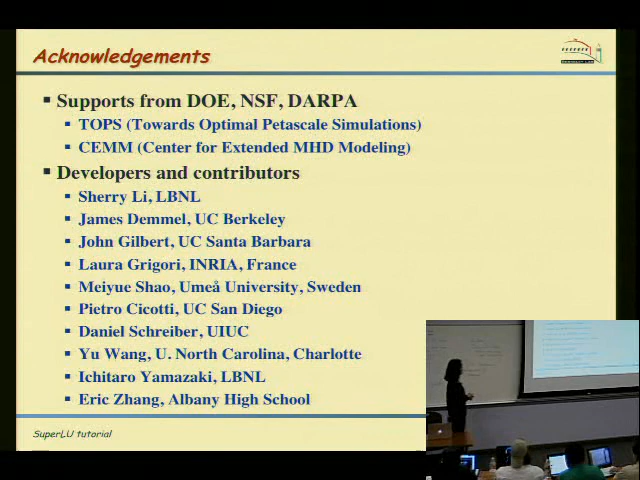 Acknowledgements
Supports from DOE, NSF, DARPA
TOPS (Towards Optimal Petascale Simulations)
CEMM (Center for Extended MHD Modeling)
Developers and contributors
Sherry Li, LBNL
James Demmel, UC Berkeley
John Gilbert, UC Santa Barbara
Laura Grigori, INRIA, France
Meiyue Shao, Umeå University, Sweden
Pietro Cicotti, UC San Diego
Daniel Schreiber, UIUC
Yu Wang, U. North Carolina, Charlotte
Ichitaro Yamazaki, LBNL
Eric Zhang, Albany High School
SuperLU tutorial